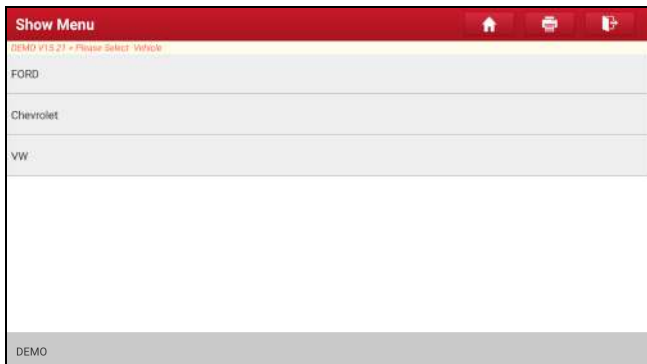 Show Menu
DEMO V15.21 > Please Select Vehicle
FORD
Chevrolet
VW
DEMO